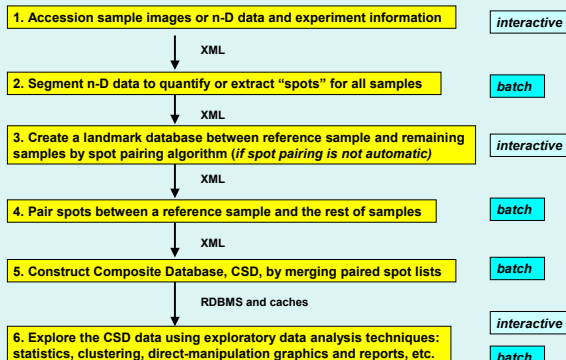 1. Accession sample images or n-D data and experiment information
interactive
XML
2. Segment n-D data to quantify or extract “spots” for all samples
batch
XML
3. Create a landmark database between reference sample and remaining
samples by spot pairing algorithm (if spot pairing is not automatic)
interactive
XML
4. Pair spots between a reference sample and the rest of samples
batch
XML
5. Construct Composite Database, CSD, by merging paired spot lists
batch
RDBMS and caches
interactive
6. Explore the CSD data using exploratory data analysis techniques:
statistics, clustering, direct-manipulation graphics and reports, etc.
batch